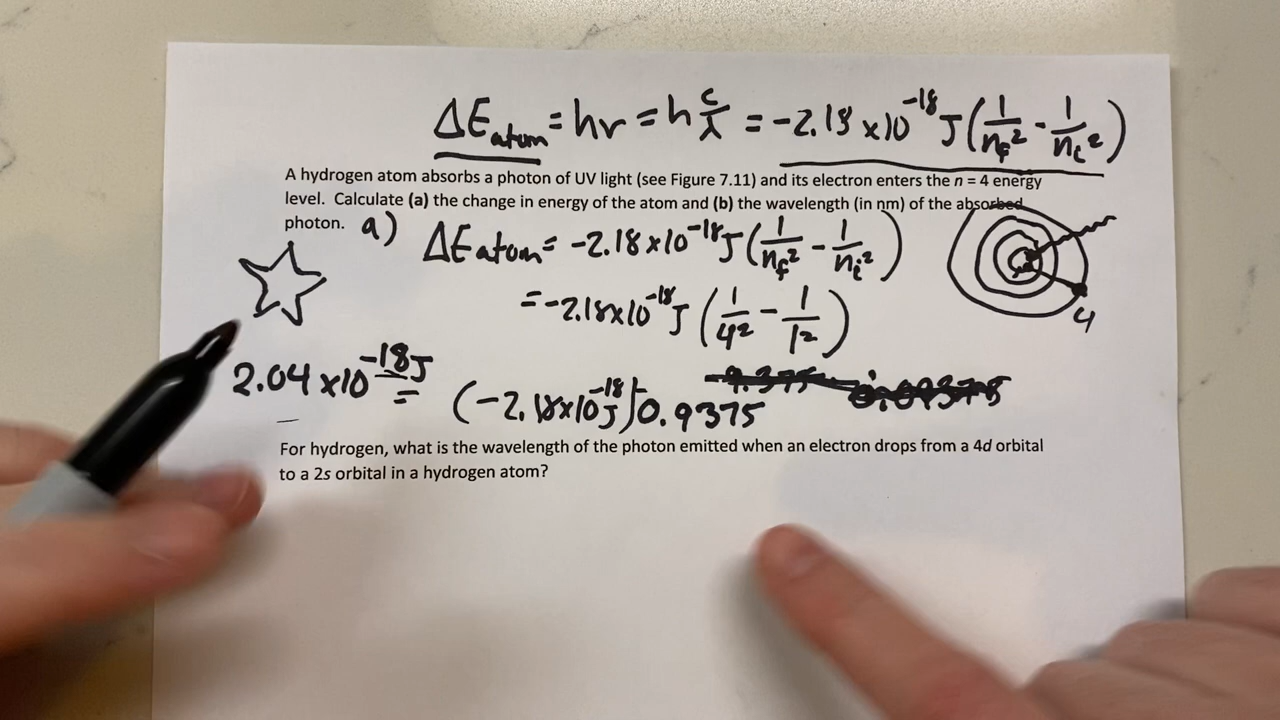 ΔE atom = hν = h c/λ = -2.18 x10^-18 J (1/nf² - 1/ni²)
A hydrogen atom absorbs a photon of UV light (see Figure 7.11) and its electron enters the n = 4 energy
level. Calculate (a) the change in energy of the atom and (b) the wavelength (in nm) of the absorbed
photon. a)
ΔE atom = -2.18 x10^-18 J (1/nf² - 1/ni²)
= -2.18x10^-18 J (1/4² - 1/1²)
4
2.04 x10^-18 J = (-2.18x10^-18 J) -0.9375
For hydrogen, what is the wavelength of the photon emitted when an electron drops from a 4d orbital
to a 2s orbital in a hydrogen atom?